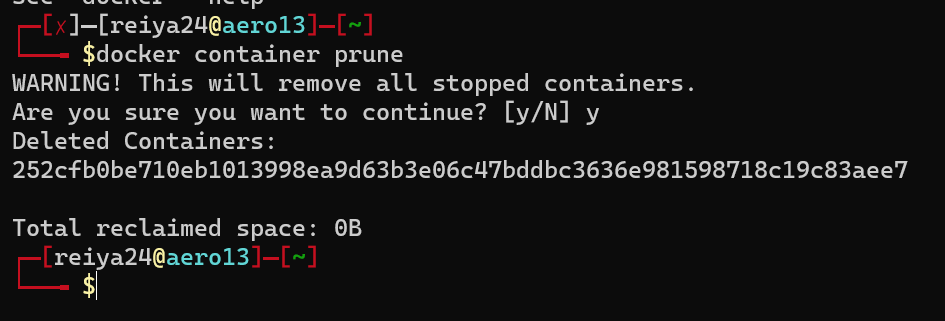 See 'docker --help'
┌─[✗]─[reiya24@aero13]─[~]
└──╼ $docker container prune
WARNING! This will remove all stopped containers.
Are you sure you want to continue? [y/N] y
Deleted Containers:
252cfb0be710eb1013998ea9d63b3e06c47bddbc3636e981598718c19c83aee7
Total reclaimed space: 0B
┌─[reiya24@aero13]─[~]
└──╼ $